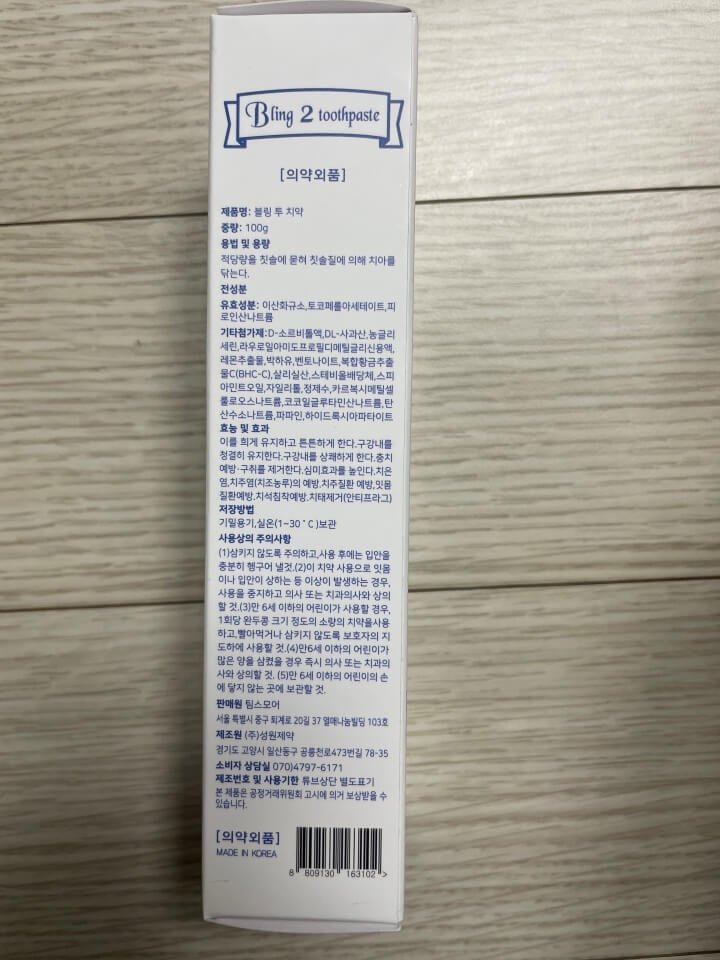 Bling 2 toothpaste
[의약외품]
제품명: 블링 투 치약
중량: 100g
용법 및 용량
적당량을 칫솔에 묻혀 칫솔질에 의해 치아를
닦는다.
전성분
유효성분: 이산화규소,토코페롤아세테이트,피
로인산나트륨
기타첨가제:D-소르비톨액,DL-사과산,농글리
세린,라우로일아미도프로필디메틸글리신용액,
레몬추출물,박하유,벤토나이트,복합황금추출
물C(BHC-C),살리실산,스테비올배당체,스피
아민트오일,자일리톨,정제수,카르복시메틸셀
룰로오스나트륨,코코일글루타민산나트륨,탄
산수소나트륨,파파인,하이드록시아파타이트
효능 및 효과
이를 희게 유지하고 튼튼하게 한다.구강내를
청결히 유지한다.구강내를 상쾌하게 한다.충치
예방·구취를 제거한다.심미효과를 높인다.치은
염,치주염(치조농루)의 예방,치주질환 예방,잇몸
질환예방,치석침착예방,치태제거(안티프라그)
저장방법
기밀용기,실온(1~30˚C)보관
사용상의 주의사항
(1)삼키지 않도록 주의하고,사용 후에는 입안을
충분히 헹구어 낼것.(2)이 치약 사용으로 잇몸
이나 입안이 상하는 등 이상이 발생하는 경우,
사용을 중지하고 의사 또는 치과의사와 상의
할 것.(3)만 6세 이하의 어린이가 사용할 경우,
1회당 완두콩 크기 정도의 소량의 치약을사용
하고,빨아먹거나 삼키지 않도록 보호자의 지
도하에 사용할 것.(4)만6세 이하의 어린이가
많은 양을 삼켰을 경우 즉시 의사 또는 치과의
사와 상의할 것. (5)만 6세 이하의 어린이의 손
에 닿지 않는 곳에 보관할 것.
판매원 팀스모어
서울 특별시 중구 퇴계로 20길 37 열매나눔빌딩 103호
제조원 (주)성원제약
경기도 고양시 일산동구 공릉천로473번길 78-35
소비자 상담실 070)4797-6171
제조번호 및 사용기한 튜브상단 별도표기
본 제품은 공정거래위원회 고시에 의거 보상받을 수
있습니다.
[의약외품]
MADE IN KOREA
8 809130 163102 >